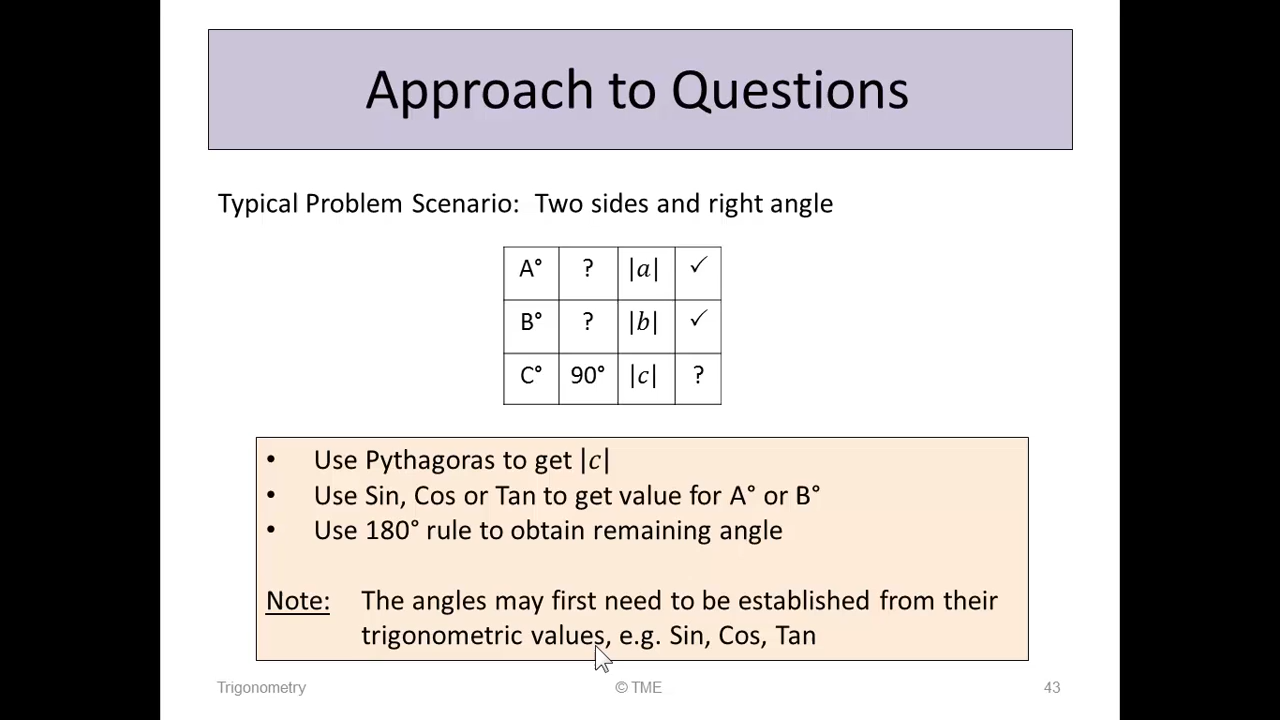 Approach to Questions
Typical Problem Scenario: Two sides and right angle
A° ? |a| ✓
B° ? |b| ✓
C° 90° |c| ?
• Use Pythagoras to get |c|
• Use Sin, Cos or Tan to get value for A° or B°
• Use 180° rule to obtain remaining angle
Note: The angles may first need to be established from their
trigonometric values, e.g. Sin, Cos, Tan
Trigonometry © TME 43